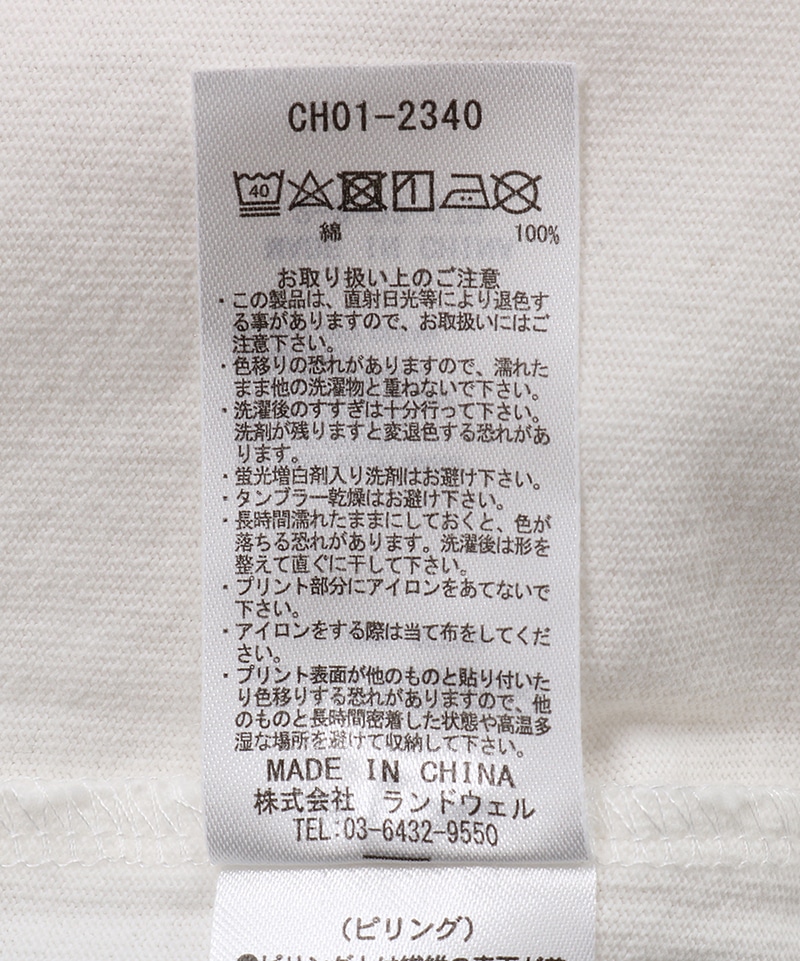 CH01-2340
40
綿 100%
お取り扱い上のご注意
・この製品は、直射日光等により退色す
る事がありますので、お取扱いにはご
注意下さい。
・色移りの恐れがありますので、濡れた
まま他の洗濯物と重ねないで下さい。
・洗濯後のすすぎは十分行って下さい。
洗剤が残りますと変退色する恐れがあ
ります。
・蛍光増白剤入り洗剤はお避け下さい。
・タンブラー乾燥はお避け下さい。
・長時間濡れたままにしておくと、色が
落ちる恐れがあります。洗濯後は形を
整えて直ぐに干して下さい。
・プリント部分にアイロンをあてないで
下さい。
・アイロンをする際は当て布をしてくだ
さい。
・プリント表面が他のものと貼り付いた
り色移りする恐れがありますので、他
のものと長時間密着した状態や高温多
湿な場所を避けて収納して下さい。
MADE IN CHINA
株式会社 ランドウェル
TEL:03-6432-9550
(ピリング)
●ピリングとは繊維の表面が